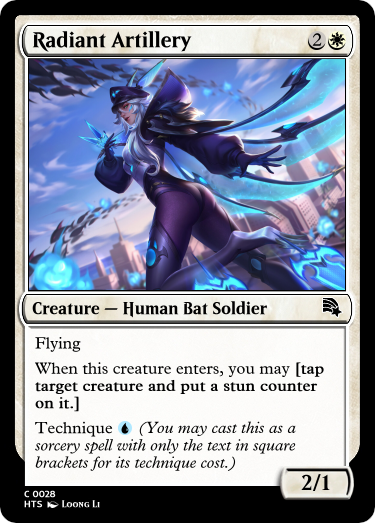 Radiant Artillery 2
Creature — Human Bat Soldier
Flying
When this creature enters, you may [tap
target creature and put a stun counter
on it.]
Technique (You may cast this as a
sorcery spell with only the text in square
brackets for its technique cost.)
2/1
C 0028
HTS Loong Li